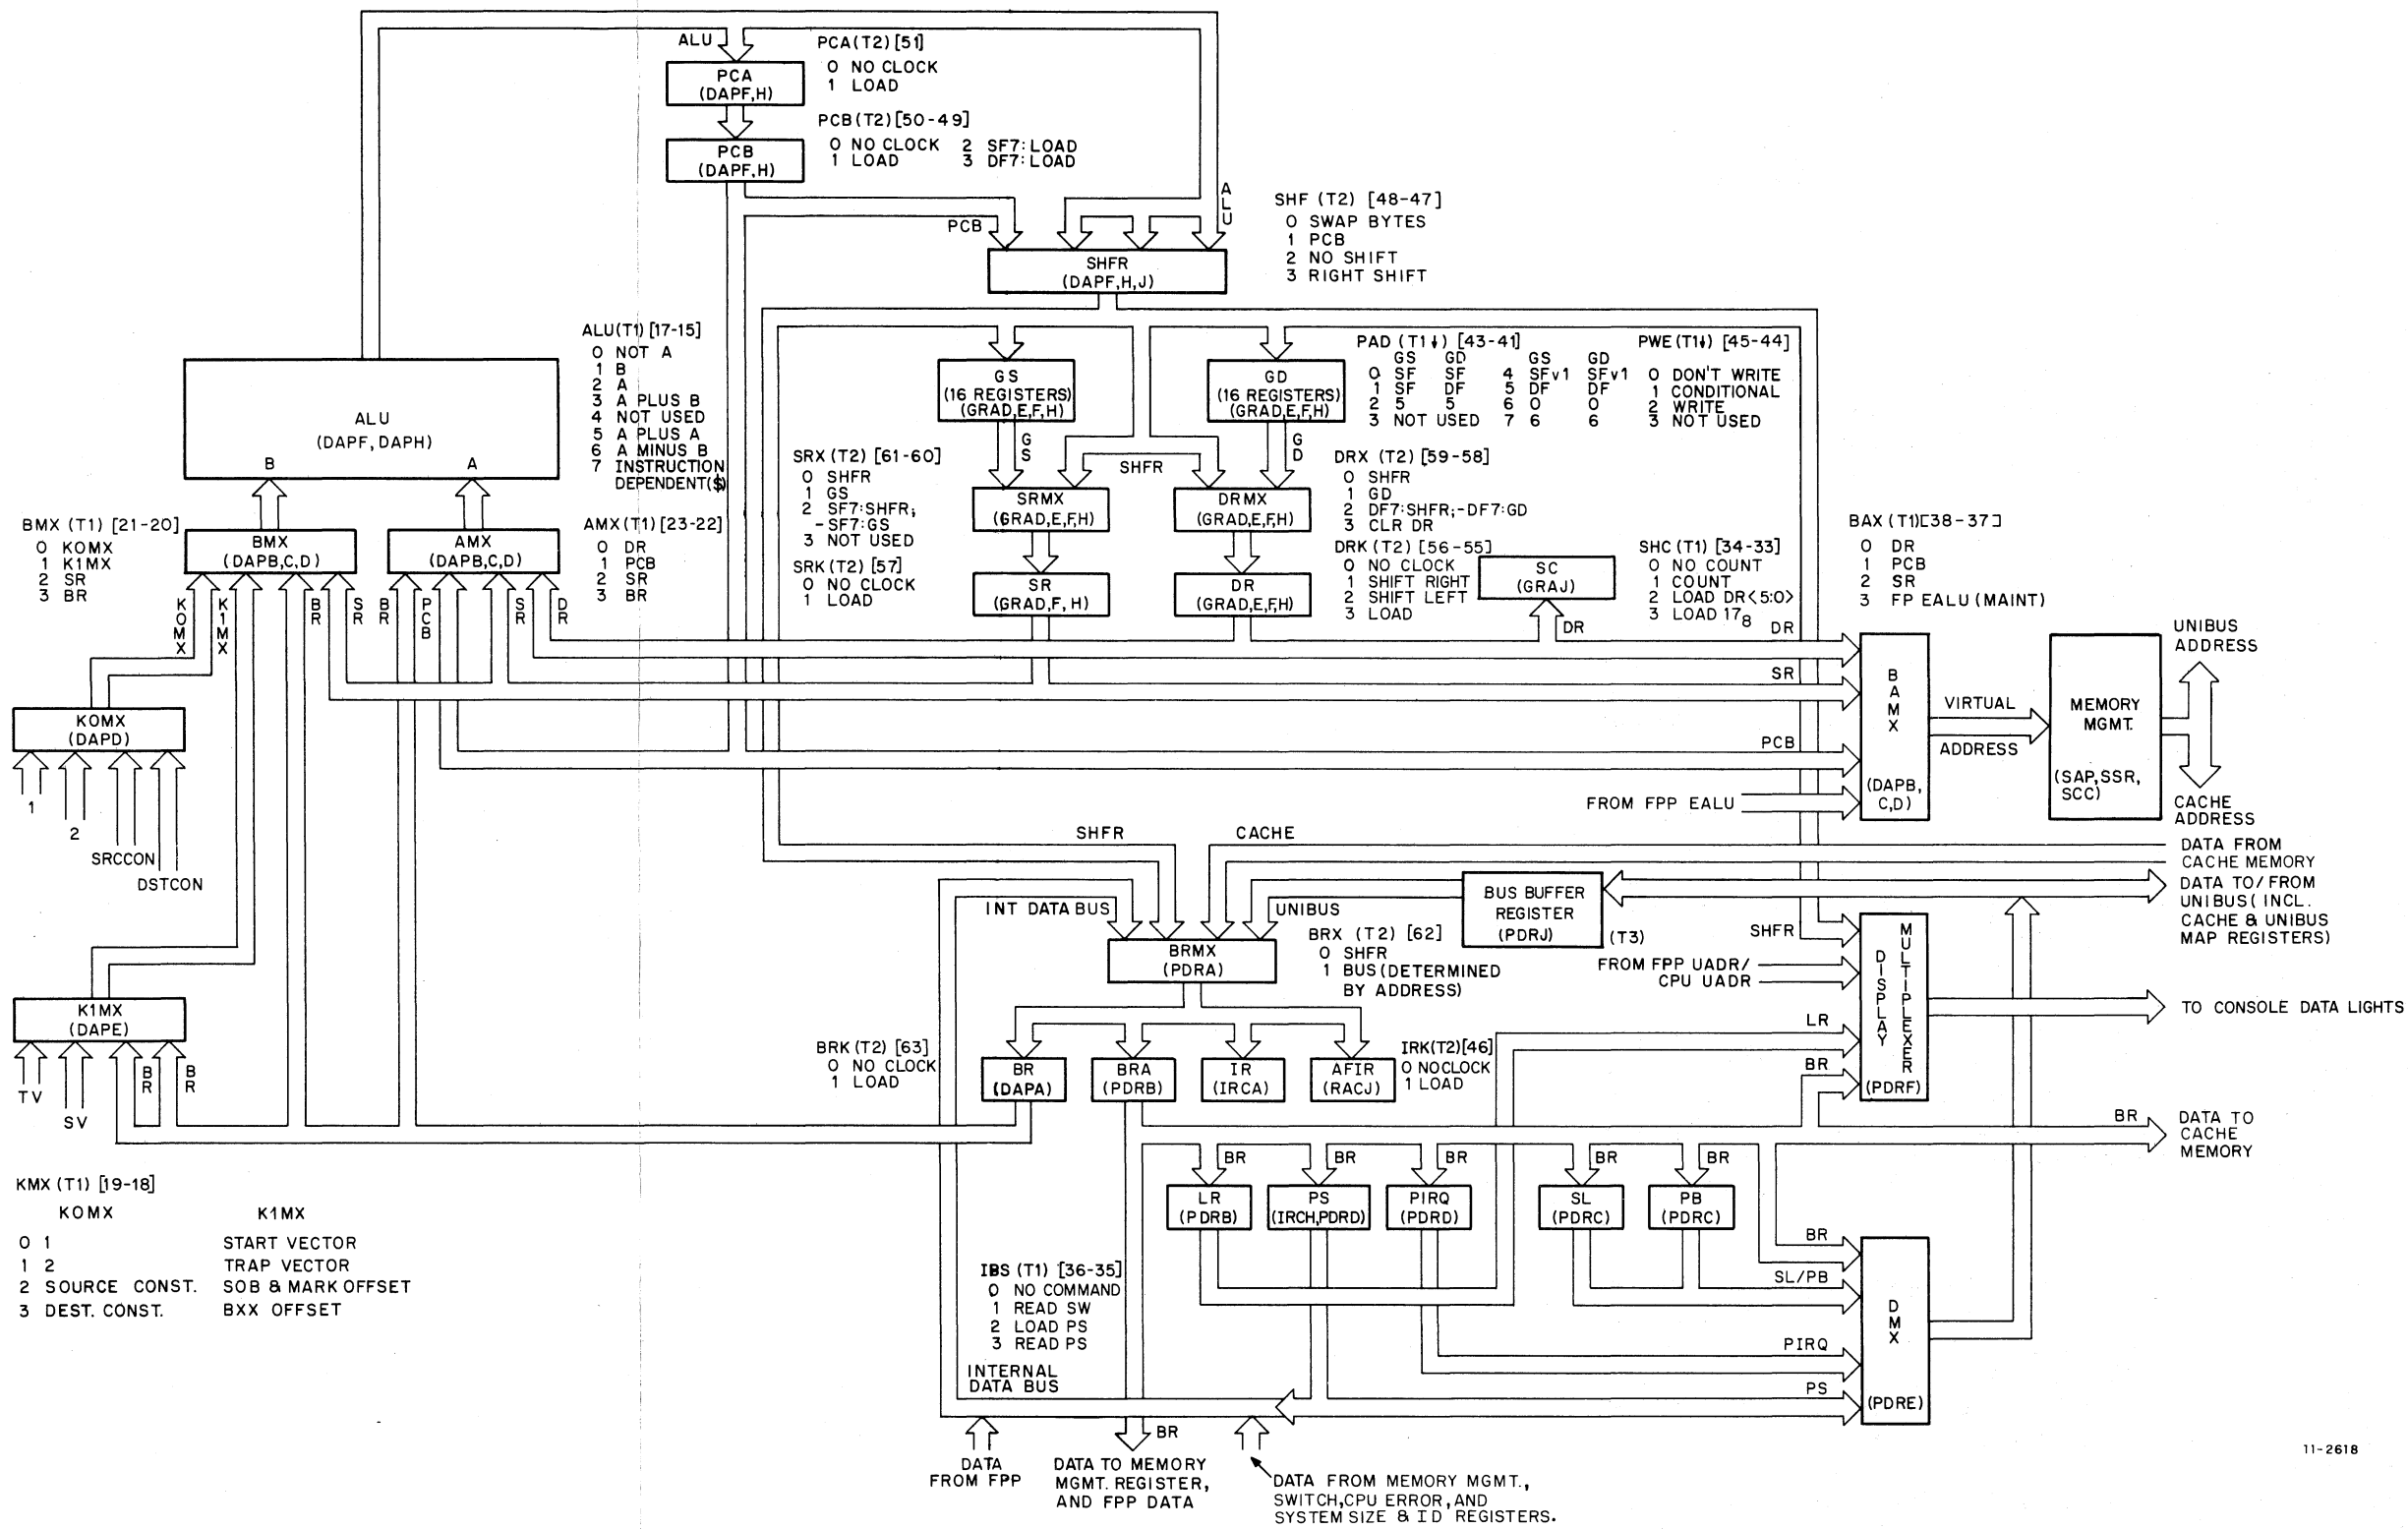 ALU
PCA(T2)[51]
0 NO CLOCK
1 LOAD
PCA
(DAPF,H)
PCB(T2)[50-49]
0 NO CLOCK 2 SF7:LOAD
1 LOAD 3 DF7:LOAD
PCB
(DAPF,H)
ALU
PCB
SHF (T2) [48-47]
0 SWAP BYTES
1 PCB
2 NO SHIFT
3 RIGHT SHIFT
SHFR
(DAPF,H,J)
ALU(T1)[17-15]
0 NOT A
1 B
2 A
3 A PLUS B
4 NOT USED
5 A PLUS A
6 A MINUS B
7 INSTRUCTION
DEPENDENT($)
ALU
(DAPF, DAPH)
B
A
GS
(16 REGISTERS)
(GRAD,E,F,H)
GD
(16 REGISTERS)
(GRAD,E,F,H)
PAD (T1↓) [43-41]
GS GD GS GD
0 SF SF 4 SFv1 SFv1
1 SF DF 5 DF DF
2 5 5 6 0 0
3 NOT USED 7 6 6
PWE(T1↓) [45-44]
0 DON'T WRITE
1 CONDITIONAL
2 WRITE
3 NOT USED
SRX (T2) [61-60]
0 SHFR
1 GS
2 SF7:SHFR;
-SF7:GS
3 NOT USED
GS
SHFR
GD
DRX (T2) [59-58]
0 SHFR
1 GD
2 DF7:SHFR;-DF7:GD
3 CLR DR
SRMX
(GRAD,E,F,H)
DRMX
(GRAD,E,F,H)
BMX (T1) [21-20]
0 KOMX
1 K1MX
2 SR
3 BR
BMX
(DAPB,C,D)
AMX
(DAPB,C,D)
AMX(T1)[23-22]
0 DR
1 PCB
2 SR
3 BR
SRK(T2) [57]
0 NO CLOCK
1 LOAD
SR
(GRAD,F, H)
DR
(GRAD,E,F,H)
DRK (T2) [56-55]
0 NO CLOCK
1 SHIFT RIGHT
2 SHIFT LEFT
3 LOAD
SC
(GRAJ)
SHC (T1) [34-33]
0 NO COUNT
1 COUNT
2 LOAD DR<5:0>
3 LOAD 17₈
BAX (T1)[38-37]
0 DR
1 PCB
2 SR
3 FP EALU (MAINT)
KOMX
K1MX
BR
SR
BR
PCB
SR
DR
DR
DR
SR
PCB
FROM FPP EALU
KOMX
(DAPD)
1
2
SRCCON
DSTCON
BAMX
(DAPB,
C,D)
VIRTUAL
ADDRESS
MEMORY
MGMT.
(SAP,SSR,
SCC)
UNIBUS
ADDRESS
CACHE
ADDRESS
SHFR
CACHE
DATA FROM
CACHE MEMORY
DATA TO/FROM
UNIBUS(INCL.
CACHE & UNIBUS
MAP REGISTERS)
INT DATA BUS
UNIBUS
BUS BUFFER
REGISTER
(PDRJ)
(T3)
BRMX
(PDRA)
BRX (T2) [62]
0 SHFR
1 BUS(DETERMINED
BY ADDRESS)
SHFR
FROM FPP UADR/
CPU UADR
LR
BR
DISPLAY
MULTIPLEXER
(PDRF)
TO CONSOLE DATA LIGHTS
K1MX
(DAPE)
TV
SV
BR
BR
BRK(T2) [63]
0 NO CLOCK
1 LOAD
BR
(DAPA)
BRA
(PDRB)
IR
(IRCA)
AFIR
(RACJ)
IRK(T2)[46]
0 NOCLOCK
1 LOAD
BR
DATA TO
CACHE
MEMORY
BR
BR
BR
BR
BR
LR
(PDRB)
PS
(IRCH,PDRD)
PIRQ
(PDRD)
SL
(PDRC)
PB
(PDRC)
KMX (T1) [19-18]
KOMX K1MX
0 1 START VECTOR
1 2 TRAP VECTOR
2 SOURCE CONST. SOB & MARK OFFSET
3 DEST. CONST. BXX OFFSET
IBS (T1) [36-35]
0 NO COMMAND
1 READ SW
2 LOAD PS
3 READ PS
BR
SL/PB
PIRQ
PS
DMX
(PDRE)
INTERNAL
DATA BUS
BR
DATA
FROM FPP
DATA TO MEMORY
MGMT. REGISTER,
AND FPP DATA
DATA FROM MEMORY MGMT.,
SWITCH,CPU ERROR,AND
SYSTEM SIZE & ID REGISTERS.
11-2618